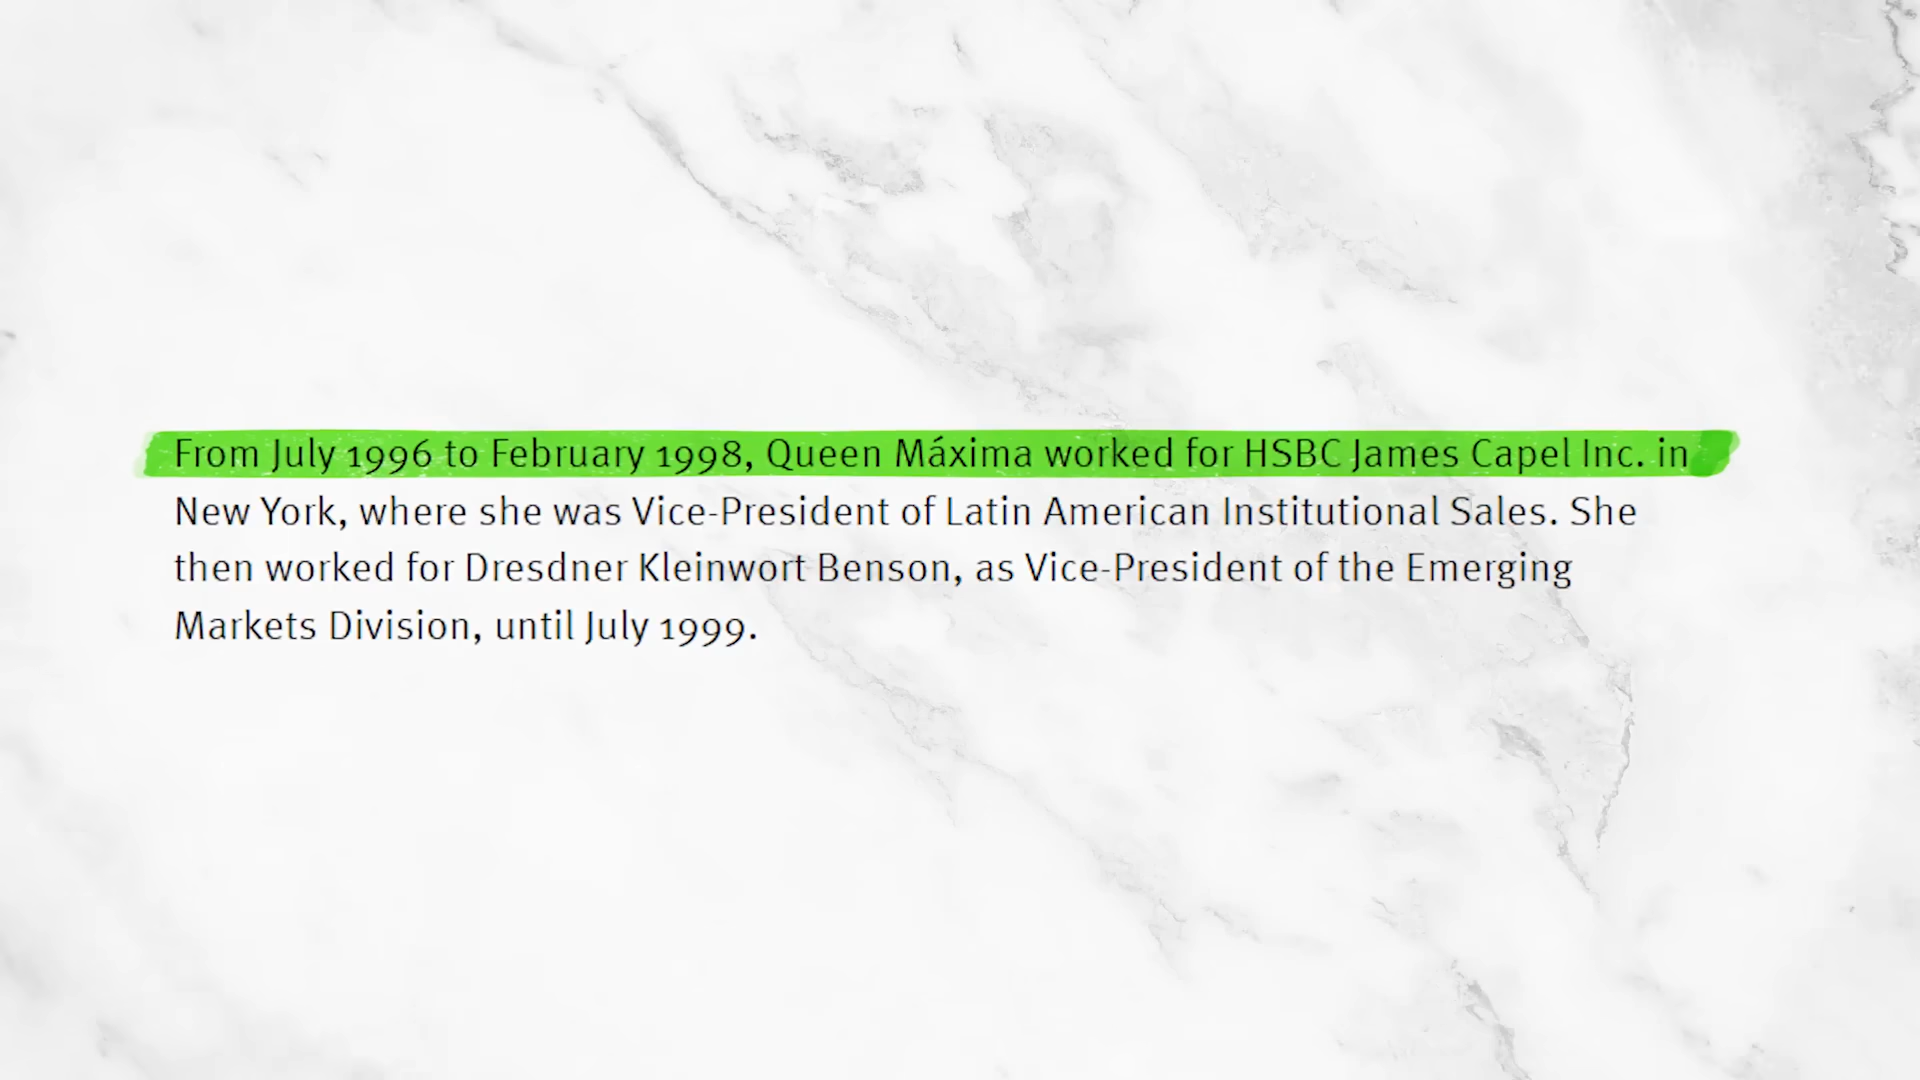 From July 1996 to February 1998, Queen Máxima worked for HSBC James Capel Inc. in
New York, where she was Vice-President of Latin American Institutional Sales. She
then worked for Dresdner Kleinwort Benson, as Vice-President of the Emerging
Markets Division, until July 1999.